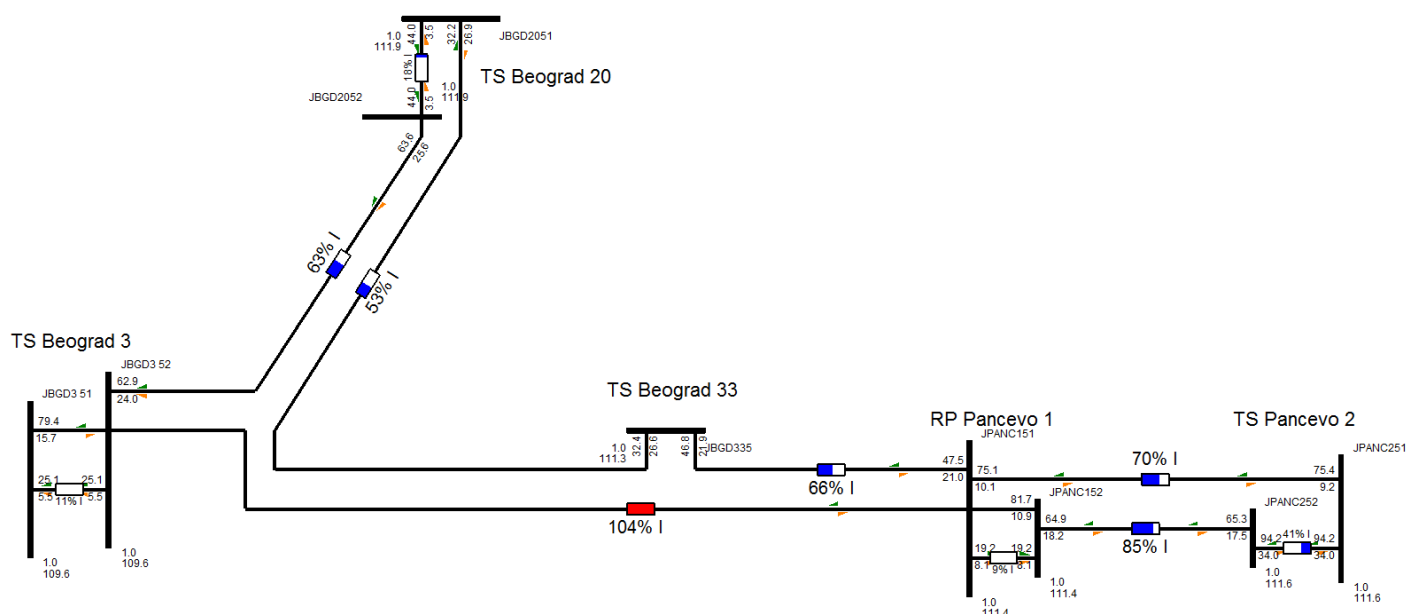 JBGD2051
44.0
3.5
32.2
26.9
1.0
111.9
18% I
TS Beograd 20
1.0
111.9
JBGD2052
44.0
3.5
63.6
25.6
63% I
53% I
TS Beograd 3
JBGD3 52
JBGD3 51
62.9
24.0
79.4
15.7
25.1
5.5
11% I
25.1
5.5
1.0
109.6
1.0
109.6
TS Beograd 33
1.0
111.3
32.4
26.6
46.8
21.9
JBGD335
66% I
104% I
RP Pancevo 1
JPANC151
47.5
21.0
75.1
10.1
JPANC152
81.7
10.9
64.9
18.2
19.2
8.1
9% I
19.2
8.1
1.0
111.4
1.0
111.4
70% I
85% I
TS Pancevo 2
JPANC251
75.4
9.2
JPANC252
65.3
17.5
94.2
34.0
41% I
94.2
34.0
1.0
111.6
1.0
111.6